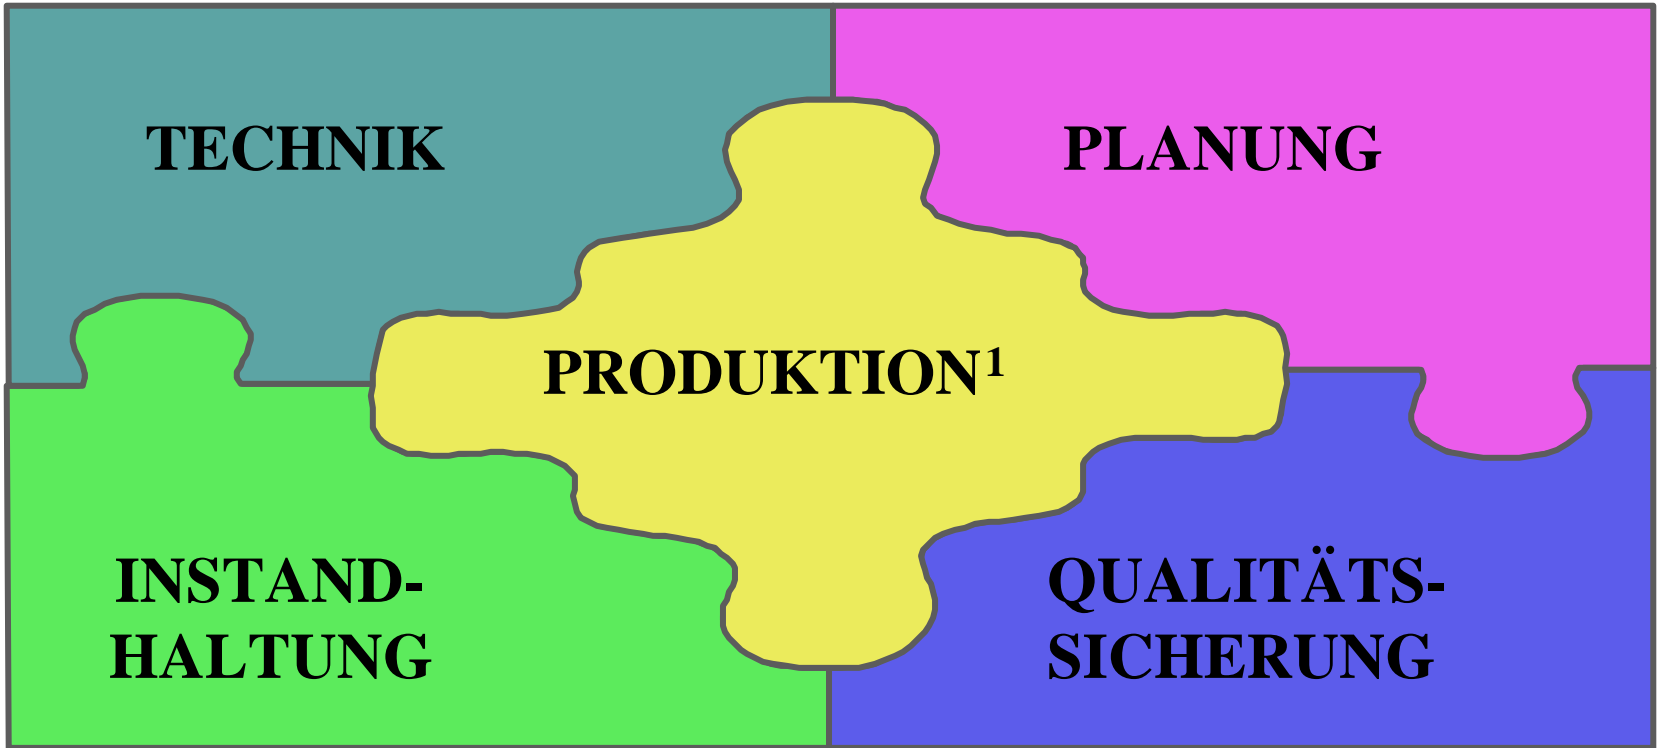 TECHNIK
PLANUNG
PRODUKTION¹
INSTAND-
HALTUNG
QUALITÄTS-
SICHERUNG